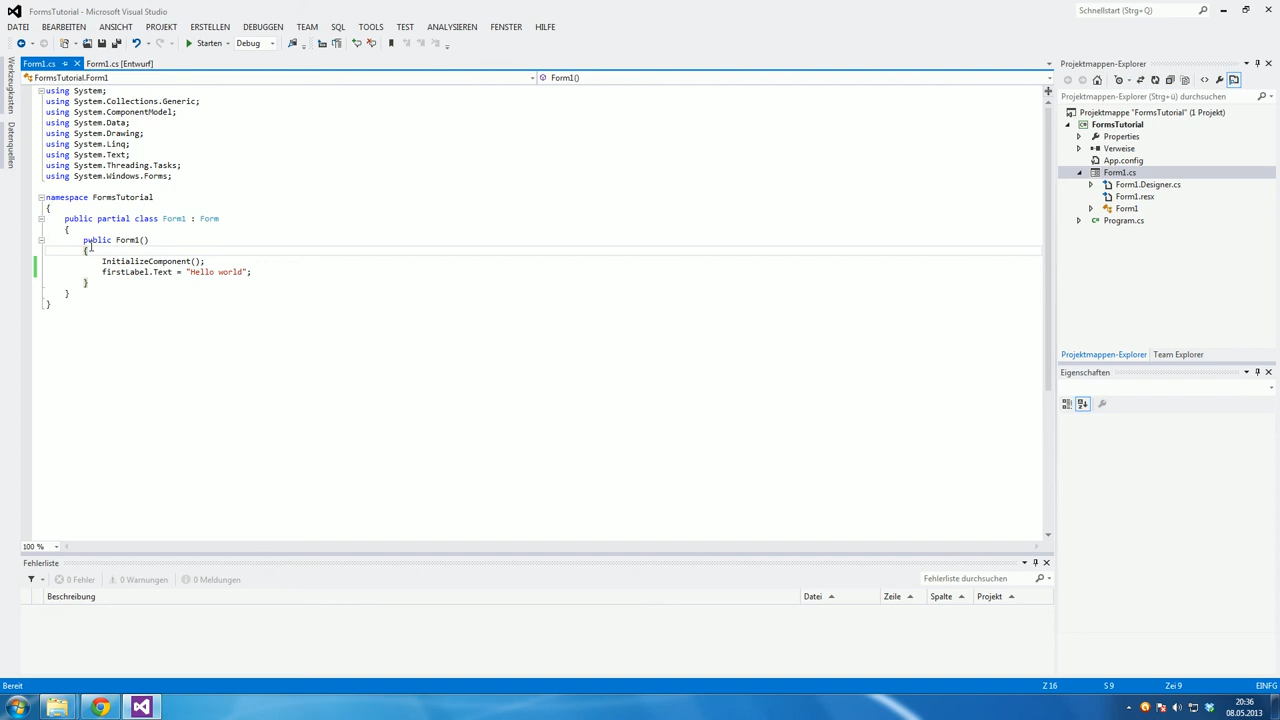 FormsTutorial - Microsoft Visual Studio
Schnellstart (Strg+Q)
DATEI BEARBEITEN ANSICHT PROJEKT ERSTELLEN DEBUGGEN TEAM SQL TOOLS TEST ANALYSIEREN FENSTER HILFE
Starten Debug
Form1.cs Form1.cs [Entwurf]
FormsTutorial.Form1 Form1()
Werkzeugkasten
Datenquellen
using System;
using System.Collections.Generic;
using System.ComponentModel;
using System.Data;
using System.Drawing;
using System.Linq;
using System.Text;
using System.Threading.Tasks;
using System.Windows.Forms;
namespace FormsTutorial
{
public partial class Form1 : Form
{
public Form1()
{
InitializeComponent();
firstLabel.Text = "Hello world";
}
}
}
100 %
Projektmappen-Explorer
Projektmappen-Explorer (Strg+ü) durchsuchen
Projektmappe "FormsTutorial" (1 Projekt)
FormsTutorial
Properties
Verweise
App.config
Form1.cs
Form1.Designer.cs
Form1.resx
Form1
Program.cs
Projektmappen-Explorer Team Explorer
Eigenschaften
Fehlerliste
0 Fehler 0 Warnungen 0 Meldungen
Fehlerliste durchsuchen
Beschreibung Datei Zeile Spalte Projekt
Bereit Z 16 S 9 Zei 9 EINFG
20:36
08.05.2013